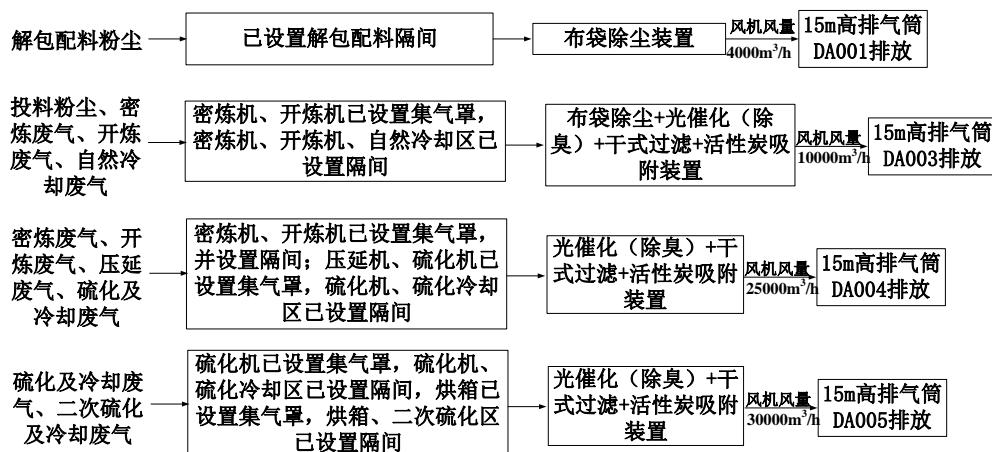 解包配料粉尘
已设置解包配料隔间
布袋除尘装置
风机风量
4000m³/h
15m高排气筒
DA001排放
投料粉尘、密
炼废气、开炼
废气、自然冷
却废气
密炼机、开炼机已设置集气罩，
密炼机、开炼机、自然冷却区已
设置隔间
布袋除尘+光催化（除
臭）+干式过滤+活性炭吸
附装置
风机风量
10000m³/h
15m高排气筒
DA003排放
密炼废气、开
炼废气、压延
废气、硫化及
冷却废气
密炼机、开炼机已设置集气罩，
并设置隔间；压延机、硫化机已
设置集气罩，硫化机、硫化冷却
区已设置隔间
光催化（除臭）+干
式过滤+活性炭吸附
装置
风机风量
25000m³/h
15m高排气筒
DA004排放
硫化及冷却废
气、二次硫化
及冷却废气
硫化机已设置集气罩，硫化机、
硫化冷却区已设置隔间，烘箱已
设置集气罩，烘箱、二次硫化区
已设置隔间
光催化（除臭）+干
式过滤+活性炭吸附
装置
风机风量
30000m³/h
15m高排气筒
DA005排放